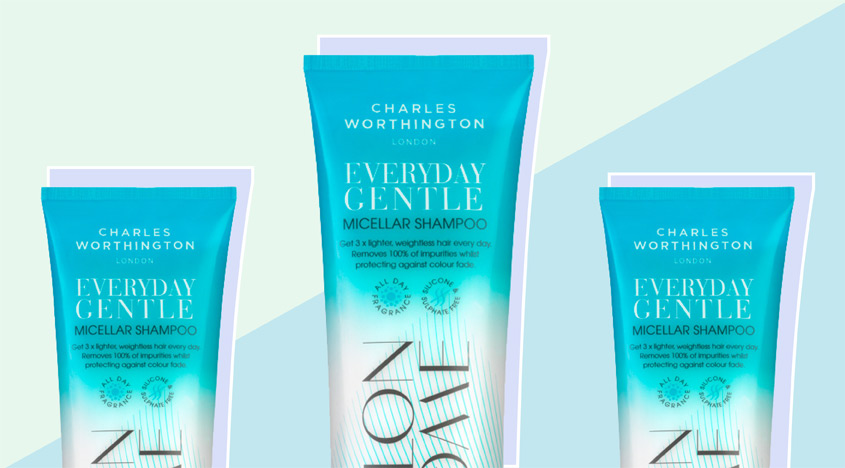 CHARLES
WORTHINGTON
LONDON
EVERYDAY
GENTLE
MICELLAR SHAMPOO
Get 3 x lighter, weightless hair every day.
Removes 100% of impurities whilst
protecting against colour fade.
ALL DAY FRAGRANCE
SILICONE & SULPHATE FREE
CHARLES
WORTHINGTON
LONDON
EVERYDAY
GENTLE
MICELLAR SHAMPOO
Get 3 x lighter, weightless hair every day.
Removes 100% of impurities whilst
protecting against colour fade.
ALL DAY FRAGRANCE
SILICONE & SULPHATE FREE
CHARLES
WORTHINGTON
LONDON
EVERYDAY
GENTLE
MICELLAR SHAMPOO
Get 3 x lighter, weightless hair every day.
Removes 100% of impurities whilst
protecting against colour fade.
ALL DAY FRAGRANCE
SILICONE & SULPHATE FREE